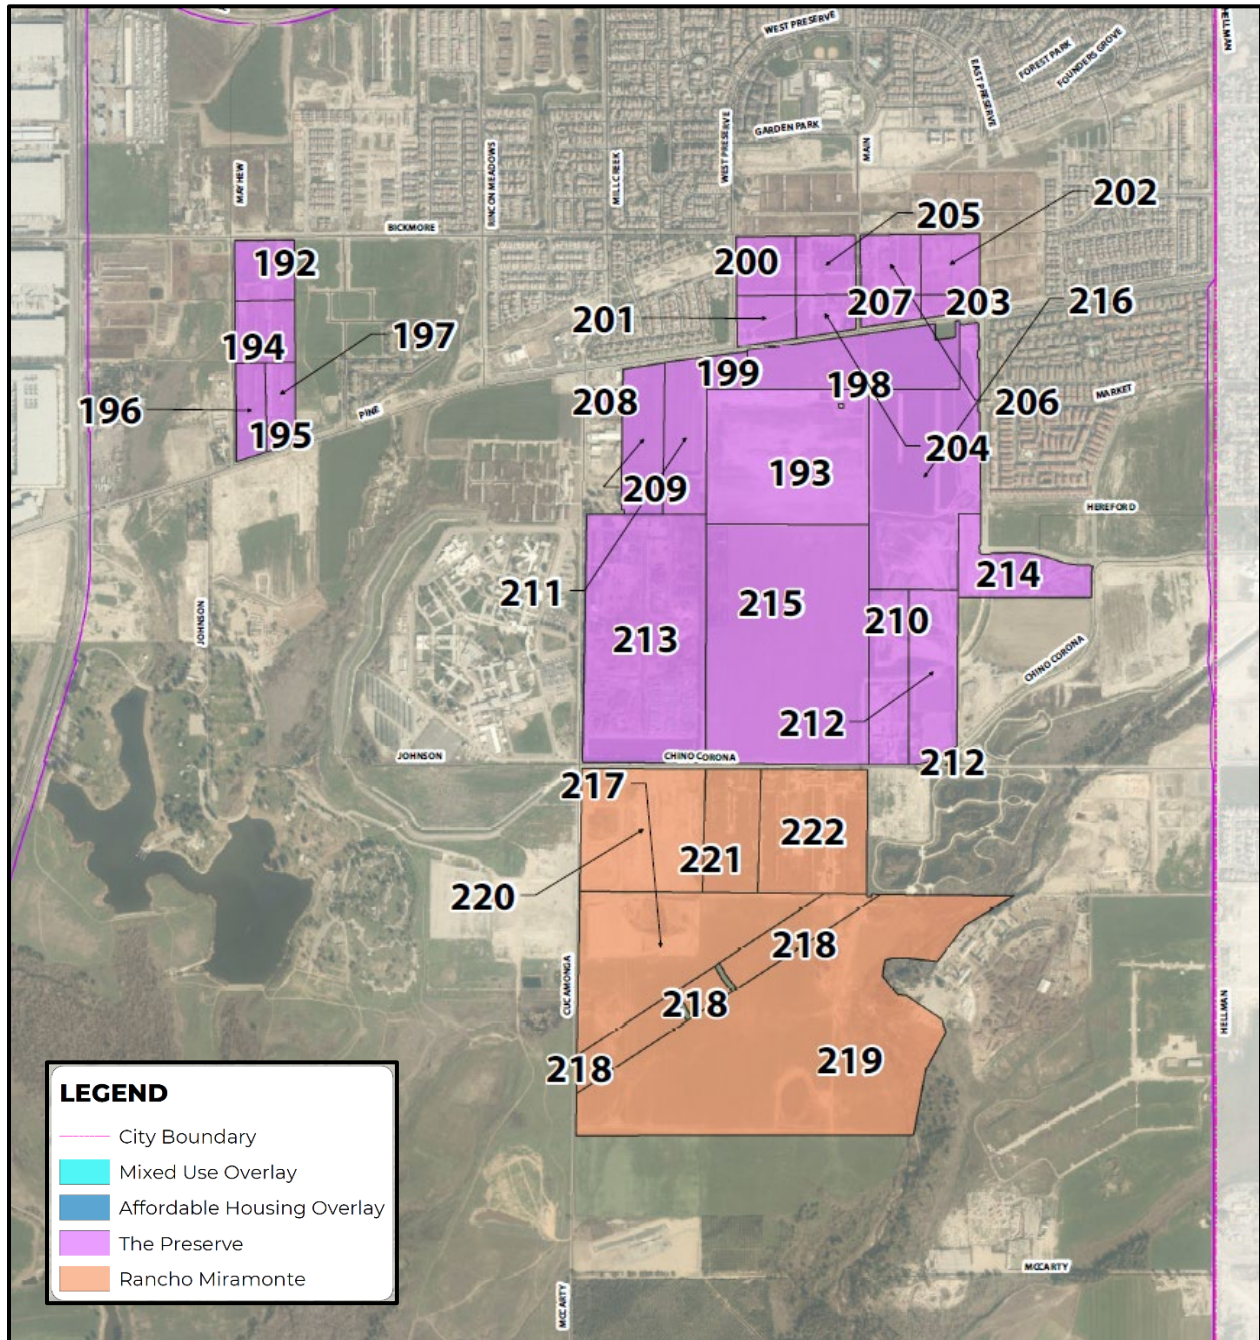 HELLMAN
WEST PRESERVE
FOREST PARK
FOUNDERS GROVE
EAST PRESERVE
GARDEN PARK
WEST PRESERVE
MAIN
RINCON MEADOWS
MILLCREEK
MAYHEW
BICKMORE
202
205
200
192
207
203
216
201
197
194
199
198
MARKET
208
206
196
PINE
195
204
193
209
HEREFORD
214
211
215
210
JOHNSON
213
CHINO CORONA
212
JOHNSON
CHINO CORONA
212
217
222
221
220
218
CUCAMONGA
218
HELLMAN
219
218
LEGEND
City Boundary
Mixed Use Overlay
Affordable Housing Overlay
The Preserve
Rancho Miramonte
MCCARTY
MCCARTY